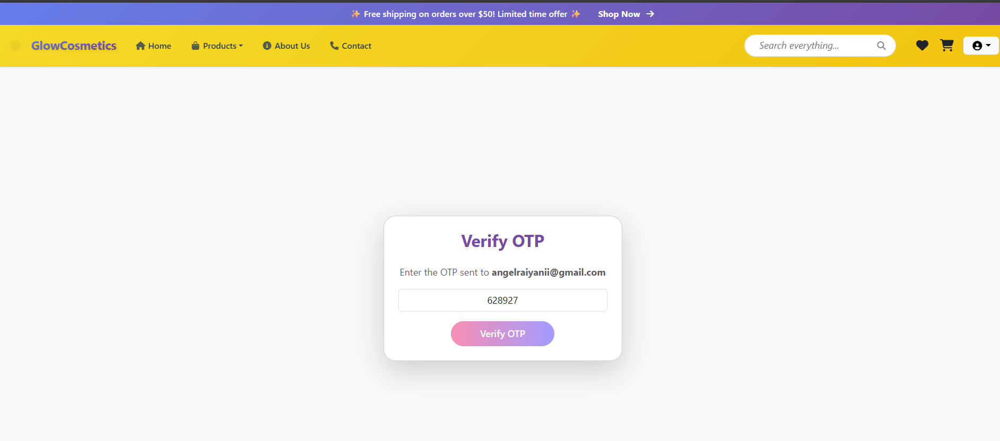 ✨ Free shipping on orders over $50! Limited time offer ✨ Shop Now →
GlowCosmetics Home Products About Us Contact Search everything...
Verify OTP
Enter the OTP sent to angelraiyanii@gmail.com
628927
Verify OTP